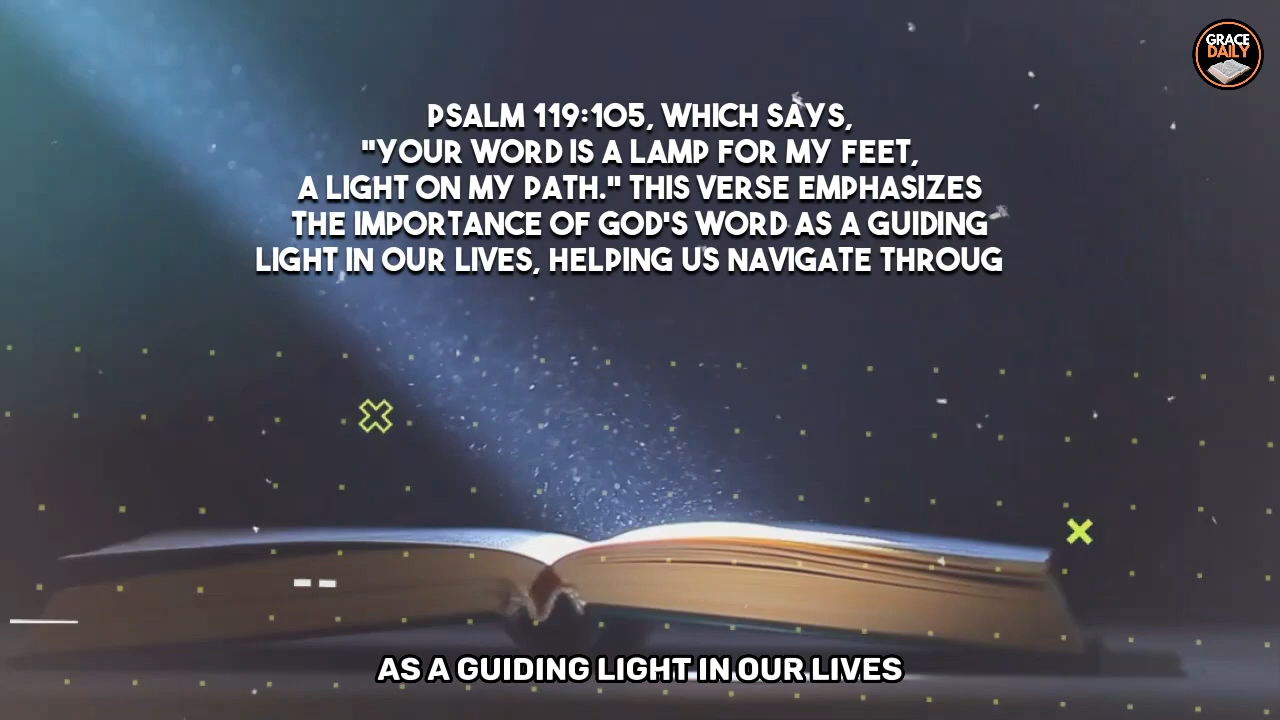 GRACE
DAILY
PSALM 119:105, WHICH SAYS,
"YOUR WORD IS A LAMP FOR MY FEET,
A LIGHT ON MY PATH." THIS VERSE EMPHASIZES
THE IMPORTANCE OF GOD'S WORD AS A GUIDING
LIGHT IN OUR LIVES, HELPING US NAVIGATE THROUG
AS A GUIDING LIGHT IN OUR LIVES